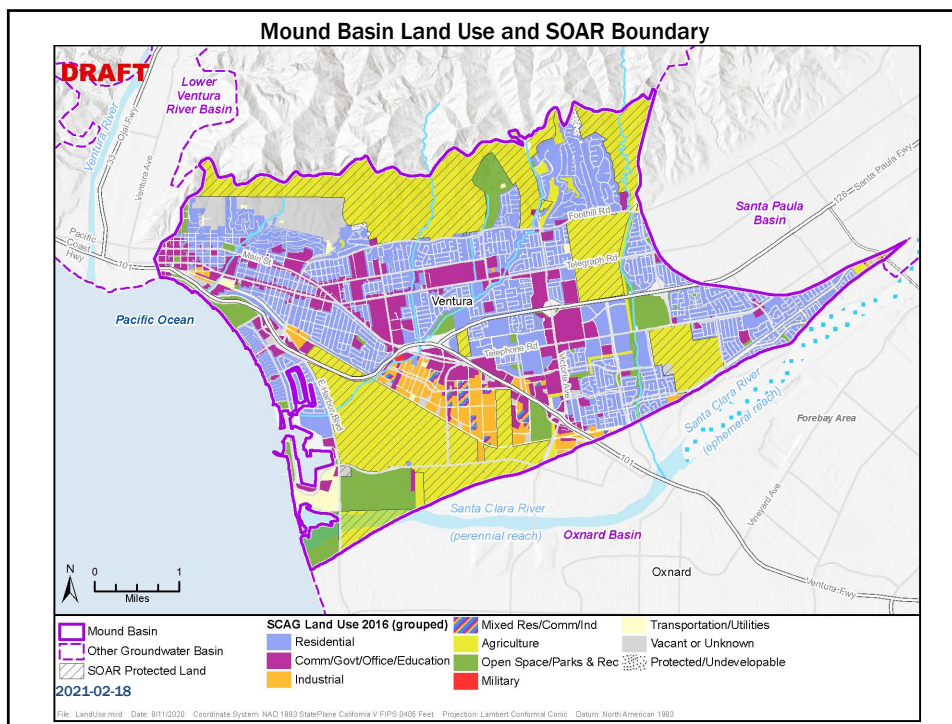 Mound Basin Land Use and SOAR Boundary
DRAFT
Lower
Ventura
River Basin
Ventura River
33
Ojai Fwy
Ventura Ave
Pacific
Coast
Hwy
101
Main St
Foothill Rd
Telegraph Rd
126
Santa Paula Fwy
Santa Paula
Basin
Pacific Ocean
Ventura
Telephone Rd
Victoria Ave
E Harbor Blvd
Santa Clara River
(ephemeral reach)
Forebay Area
101
Vineyard Ave
Santa Clara River
(perennial reach)
Oxnard Basin
Oxnard
Ventura Fwy
N
0
1
Miles
Mound Basin
Other Groundwater Basin
SOAR Protected Land
2021-02-18
SCAG Land Use 2016 (grouped)
Residential
Comm/Govt/Office/Education
Industrial
Mixed Res/Comm/Ind
Agriculture
Open Space/Parks & Rec
Military
Transportation/Utilities
Vacant or Unknown
Protected/Undevelopable
File: LandUse.mxd Date: 9/11/2020 Coordinate System: NAD 1983 StatePlane California V FIPS 0405 Feet Projection: Lambert Conformal Conic Datum: North American 1983